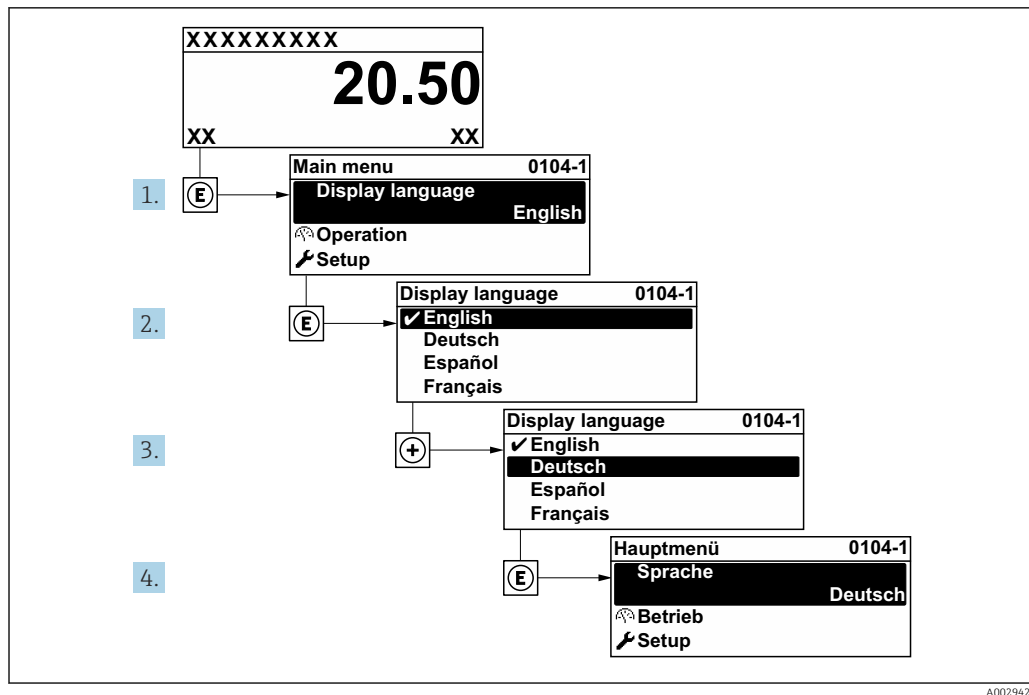 XXXXXXXXX
20.50
XX XX
1. E
Main menu 0104-1
Display language
English
Operation
Setup
2. E
Display language 0104-1
✔ English
Deutsch
Español
Français
3. +
Display language 0104-1
✔ English
Deutsch
Español
Français
4. E
Hauptmenü 0104-1
Sprache
Deutsch
Betrieb
Setup